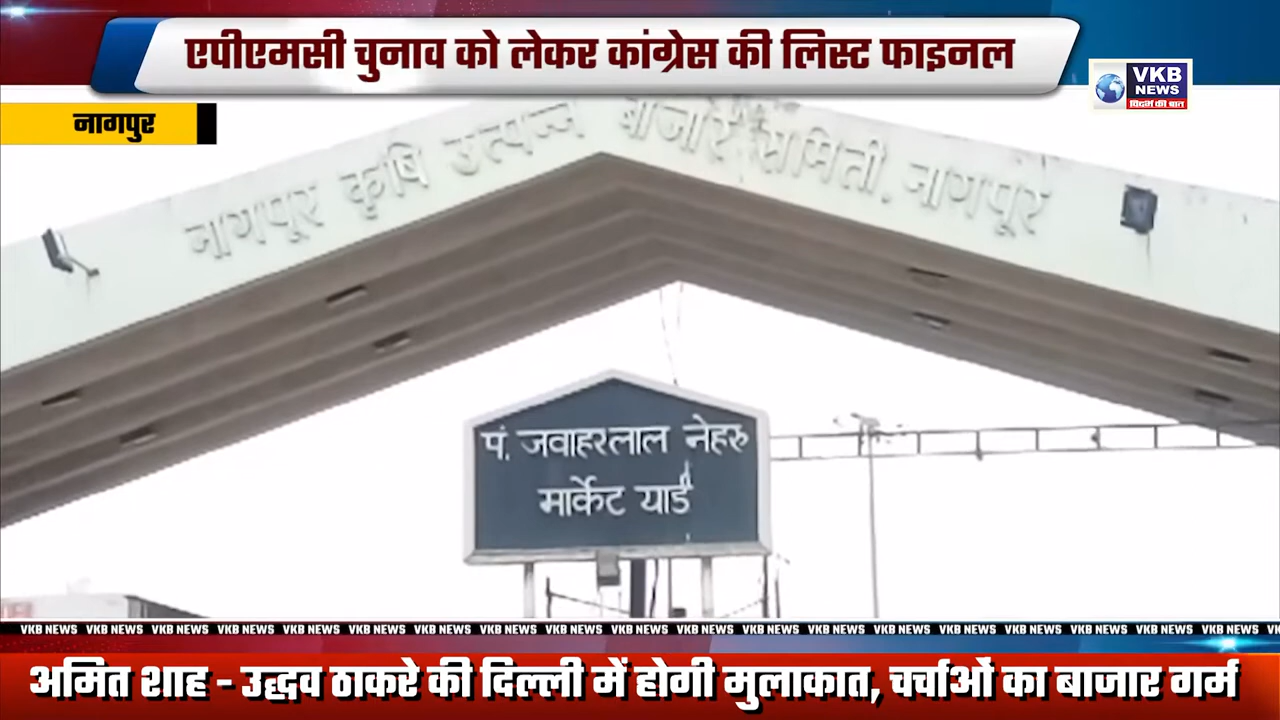 एपीएमसी चुनाव को लेकर कांग्रेस की लिस्ट फाइनल
VKB
NEWS
विदर्भ की बात
नागपुर
नागपूर कृषि उत्पन्न बाजार समिती, नागपूर
पं. जवाहरलाल नेहरु
मार्केट यार्ड
VKB NEWS VKB NEWS VKB NEWS VKB NEWS VKB NEWS VKB NEWS VKB NEWS VKB NEWS VKB NEWS VKB NEWS VKB NEWS VKB NEWS VKB NEWS VKB NEWS VKB NEWS VKB NEWS VKB NEWS VKB NEWS VKB NEWS VKB NEWS
अमित शाह - उद्धव ठाकरे की दिल्ली में होगी मुलाकात, चर्चाओं का बाजार गर्म